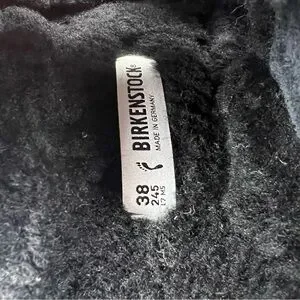 BIRKENSTOCK®
MADE IN GERMANY
38
245
L7 M5